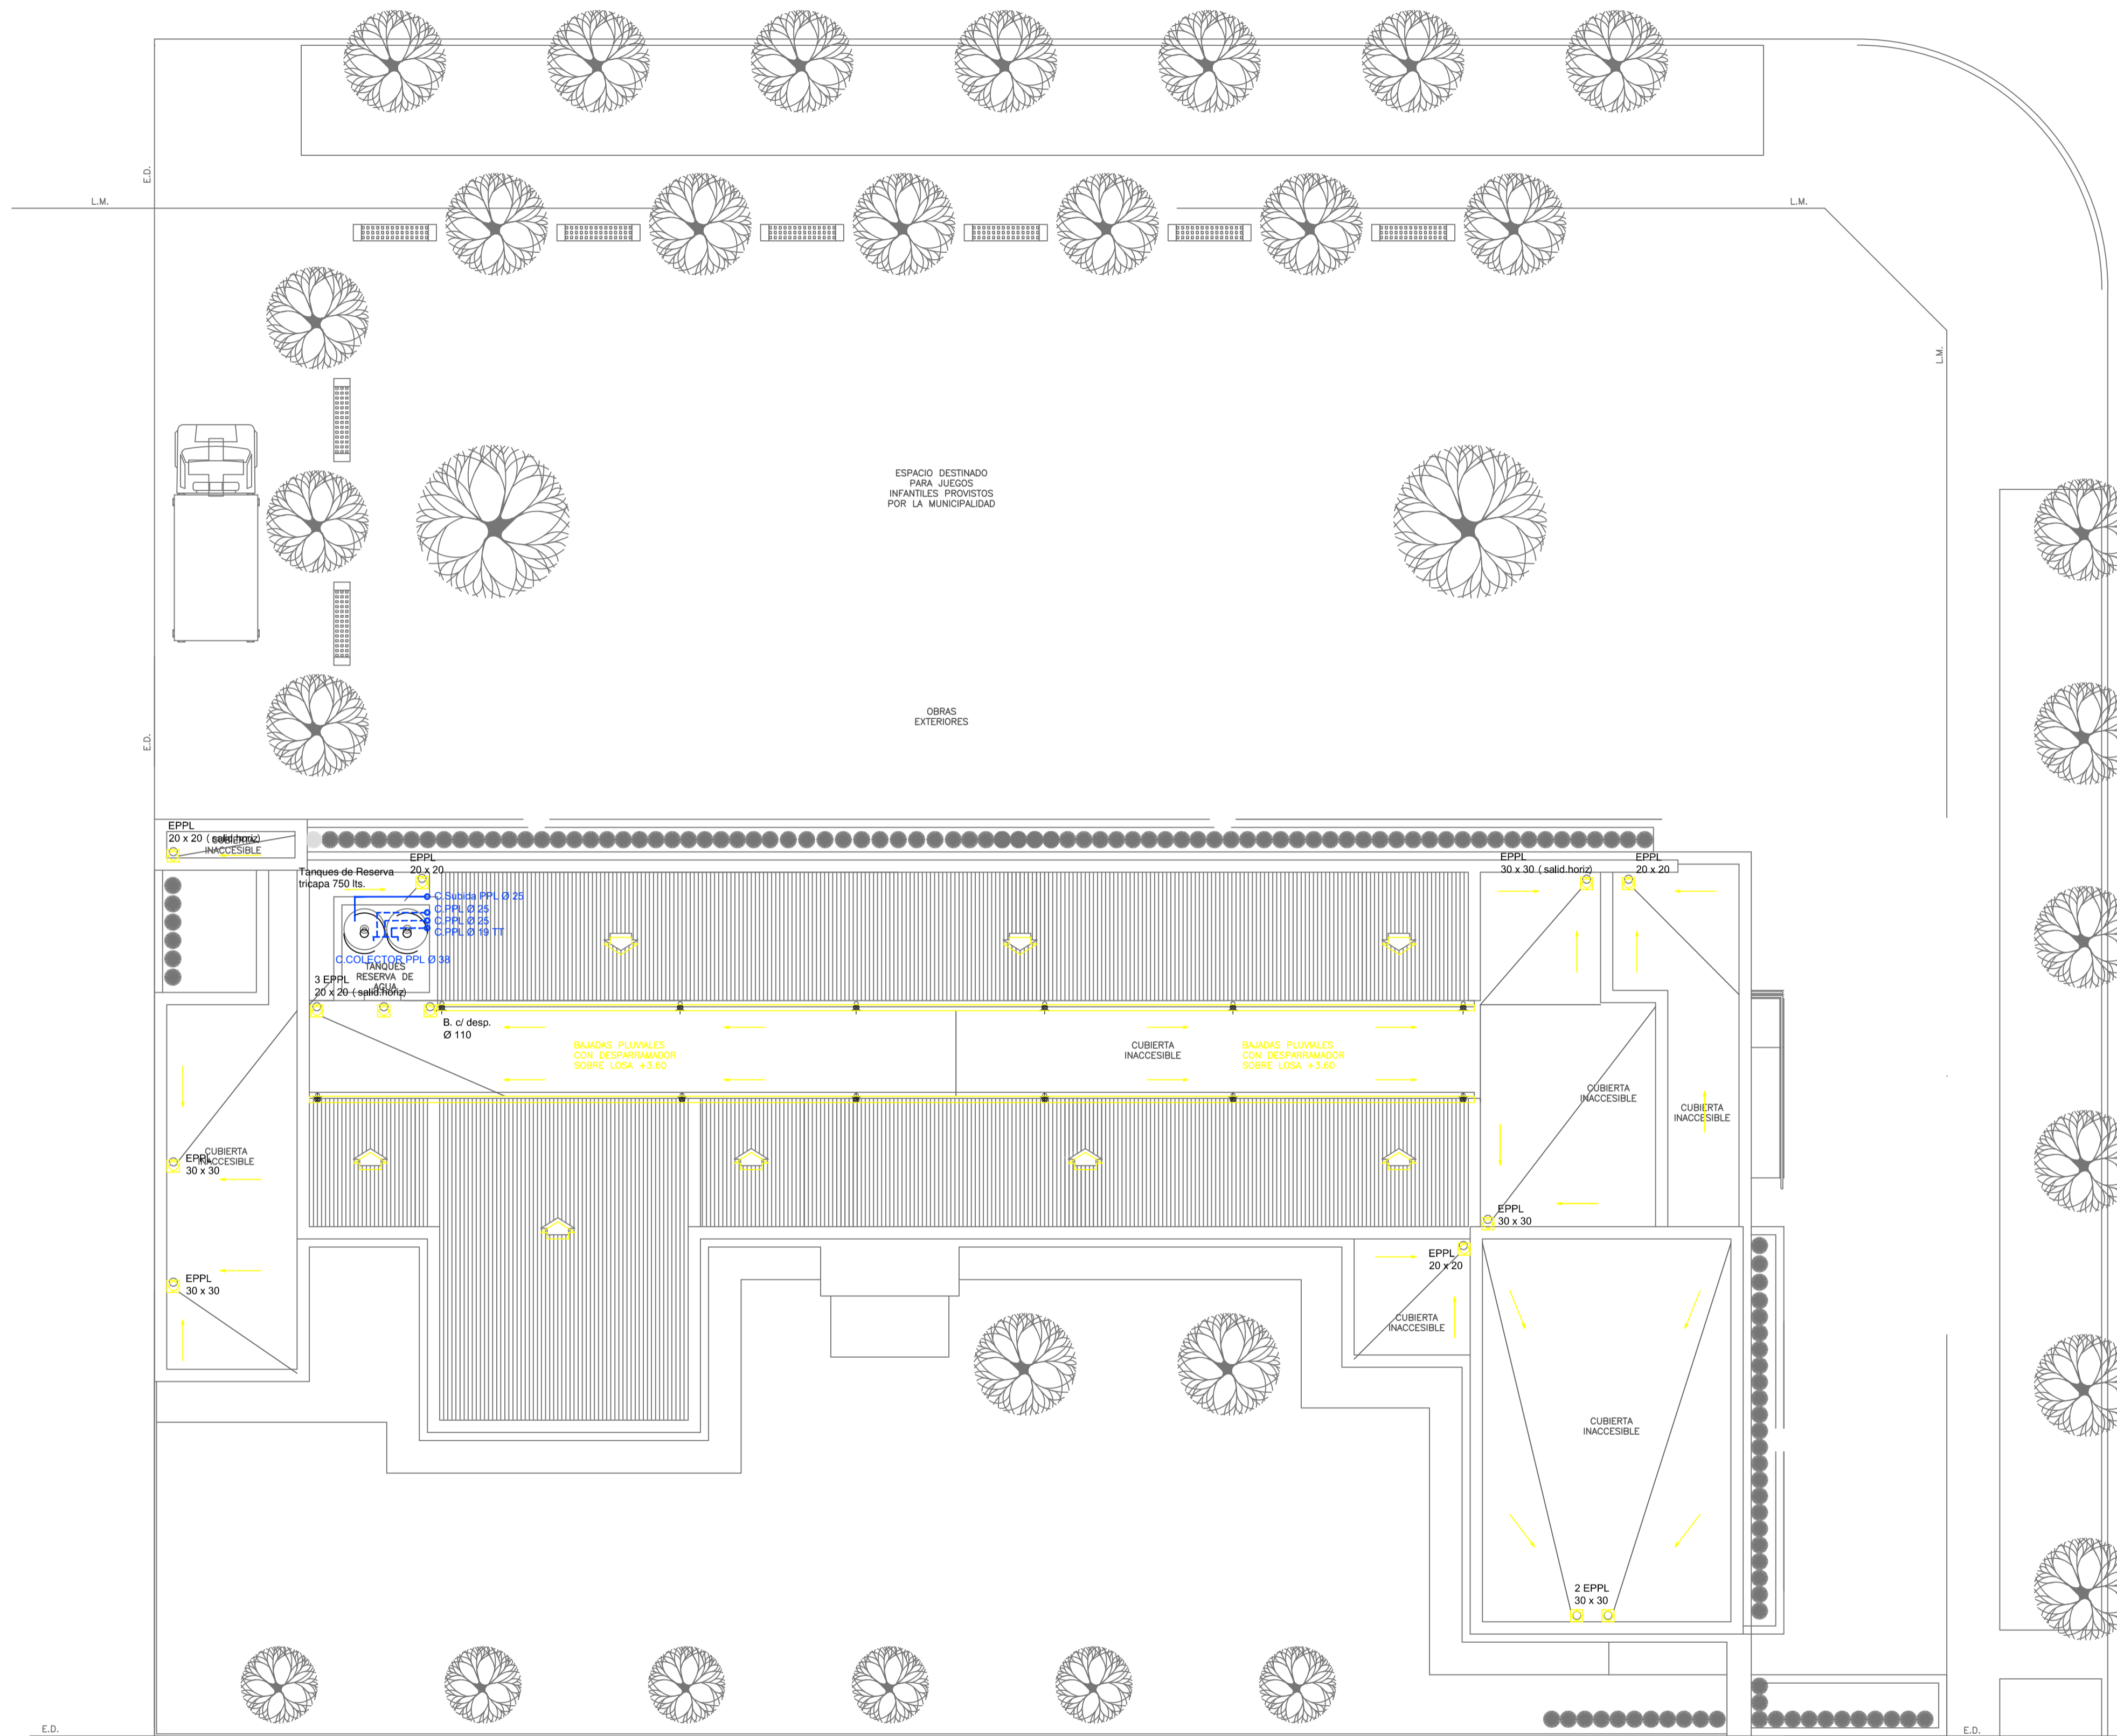 E.D.
L.M.
L.M.
L.M.
ESPACIO DESTINADO
PARA JUEGOS
INFANTILES PROVISTOS
POR LA MUNICIPALIDAD
E.D.
OBRAS
EXTERIORES
EPPL
20 x 20 ( salid.horiz)
CUBIERTA
INACCESIBLE
Tanques de Reserva
tricapa 750 lts.
EPPL
20 x 20
C.Subida PPL Ø 25
C.PPL Ø 25
C.PPL Ø 25
C.PPL Ø 19 TT
C.COLECTOR PPL Ø 38
TANQUES
RESERVA DE
AGUA
3 EPPL
20 x 20 ( salid.horiz)
B. c/ desp.
Ø 110
EPPL
30 x 30 ( salid.horiz)
EPPL
20 x 20
BAJADAS PLUVIALES
CON DESPARRAMADOR
SOBRE LOSA +3.60
CUBIERTA
INACCESIBLE
BAJADAS PLUVIALES
CON DESPARRAMADOR
SOBRE LOSA +3.60
CUBIERTA
INACCESIBLE
CUBIERTA
INACCESIBLE
CUBIERTA
INACCESIBLE
EPPL
30 x 30
EPPL
30 x 30
EPPL
30 x 30
EPPL
20 x 20
CUBIERTA
INACCESIBLE
CUBIERTA
INACCESIBLE
2 EPPL
30 x 30
E.D.
E.D.